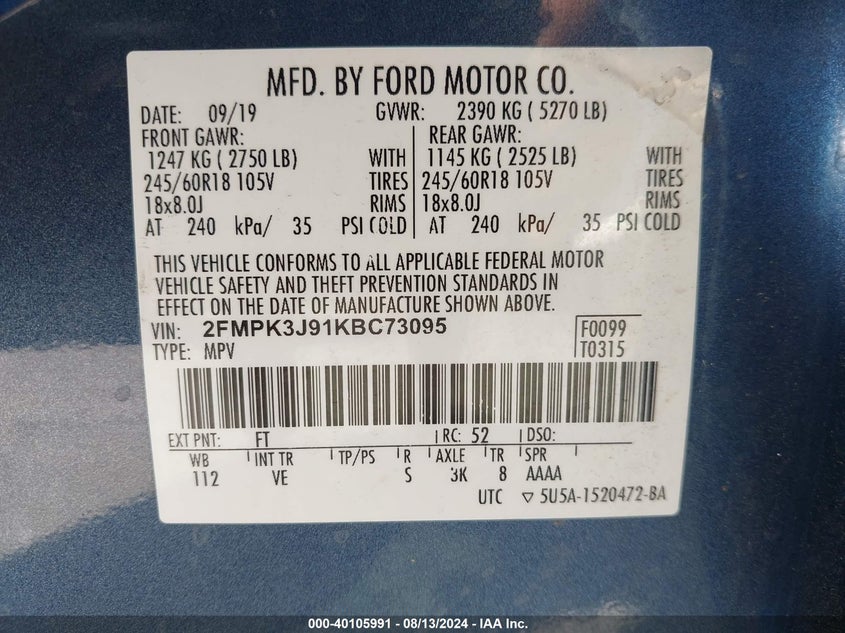 MFD. BY FORD MOTOR CO.
DATE: 09/19 GVWR: 2390 KG ( 5270 LB)
FRONT GAWR: REAR GAWR:
1247 KG ( 2750 LB) WITH 1145 KG ( 2525 LB) WITH
245/60R18 105V TIRES 245/60R18 105V TIRES
18x8.0J RIMS 18x8.0J RIMS
AT 240 kPa/ 35 PSI COLD AT 240 kPa/ 35 PSI COLD
THIS VEHICLE CONFORMS TO ALL APPLICABLE FEDERAL MOTOR
VEHICLE SAFETY AND THEFT PREVENTION STANDARDS IN
EFFECT ON THE DATE OF MANUFACTURE SHOWN ABOVE.
VIN: 2FMPK3J91KBC73095 F0099
TYPE: MPV T0315
EXT PNT: FT RC: 52 DSO:
WB INT TR TP/PS R AXLE TR SPR
112 VE S 3K 8 AAAA
UTC ▽ 5U5A-1520472-BA
000-40105991 - 08/13/2024 - IAA Inc.